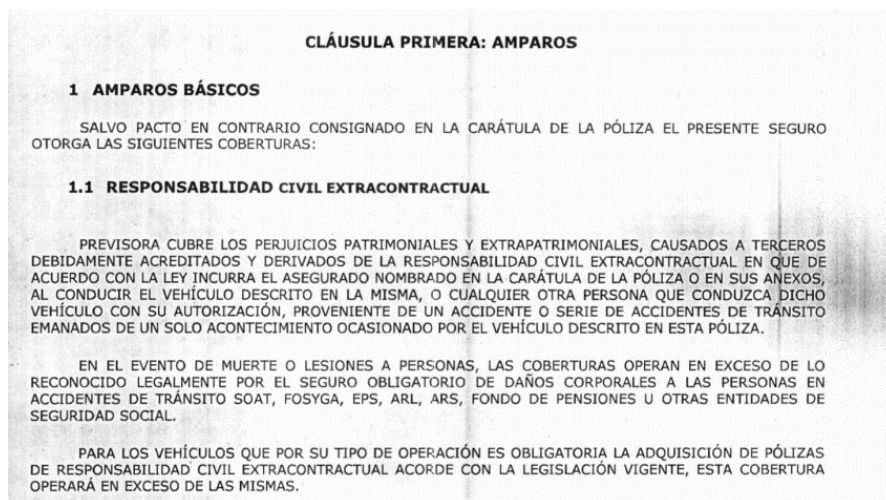 CLÁUSULA PRIMERA: AMPAROS
1 AMPAROS BÁSICOS
SALVO PACTO EN CONTRARIO CONSIGNADO EN LA CARÁTULA DE LA PÓLIZA EL PRESENTE SEGURO
OTORGA LAS SIGUIENTES COBERTURAS:
1.1 RESPONSABILIDAD CIVIL EXTRACONTRACTUAL
PREVISORA CUBRE LOS PERJUICIOS PATRIMONIALES Y EXTRAPATRIMONIALES, CAUSADOS A TERCEROS
DEBIDAMENTE ACREDITADOS Y DERIVADOS DE LA RESPONSABILIDAD CIVIL EXTRACONTRACTUAL EN QUE DE
ACUERDO CON LA LEY INCURRA EL ASEGURADO NOMBRADO EN LA CARÁTULA DE LA PÓLIZA O EN SUS ANEXOS,
AL CONDUCIR EL VEHÍCULO DESCRITO EN LA MISMA, O CUALQUIER OTRA PERSONA QUE CONDUZCA DICHO
VEHÍCULO CON SU AUTORIZACIÓN, PROVENIENTE DE UN ACCIDENTE O SERIE DE ACCIDENTES DE TRÁNSITO
EMANADOS DE UN SOLO ACONTECIMIENTO OCASIONADO POR EL VEHÍCULO DESCRITO EN ESTA PÓLIZA.
EN EL EVENTO DE MUERTE O LESIONES A PERSONAS, LAS COBERTURAS OPERAN EN EXCESO DE LO
RECONOCIDO LEGALMENTE POR EL SEGURO OBLIGATORIO DE DAÑOS CORPORALES A LAS PERSONAS EN
ACCIDENTES DE TRÁNSITO SOAT, FOSYGA, EPS, ARL, ARS, FONDO DE PENSIONES U OTRAS ENTIDADES DE
SEGURIDAD SOCIAL.
PARA LOS VEHÍCULOS QUE POR SU TIPO DE OPERACIÓN ES OBLIGATORIA LA ADQUISICIÓN DE PÓLIZAS
DE RESPONSABILIDAD CIVIL EXTRACONTRACTUAL ACORDE CON LA LEGISLACIÓN VIGENTE, ESTA COBERTURA
OPERARÁ EN EXCESO DE LAS MISMAS.